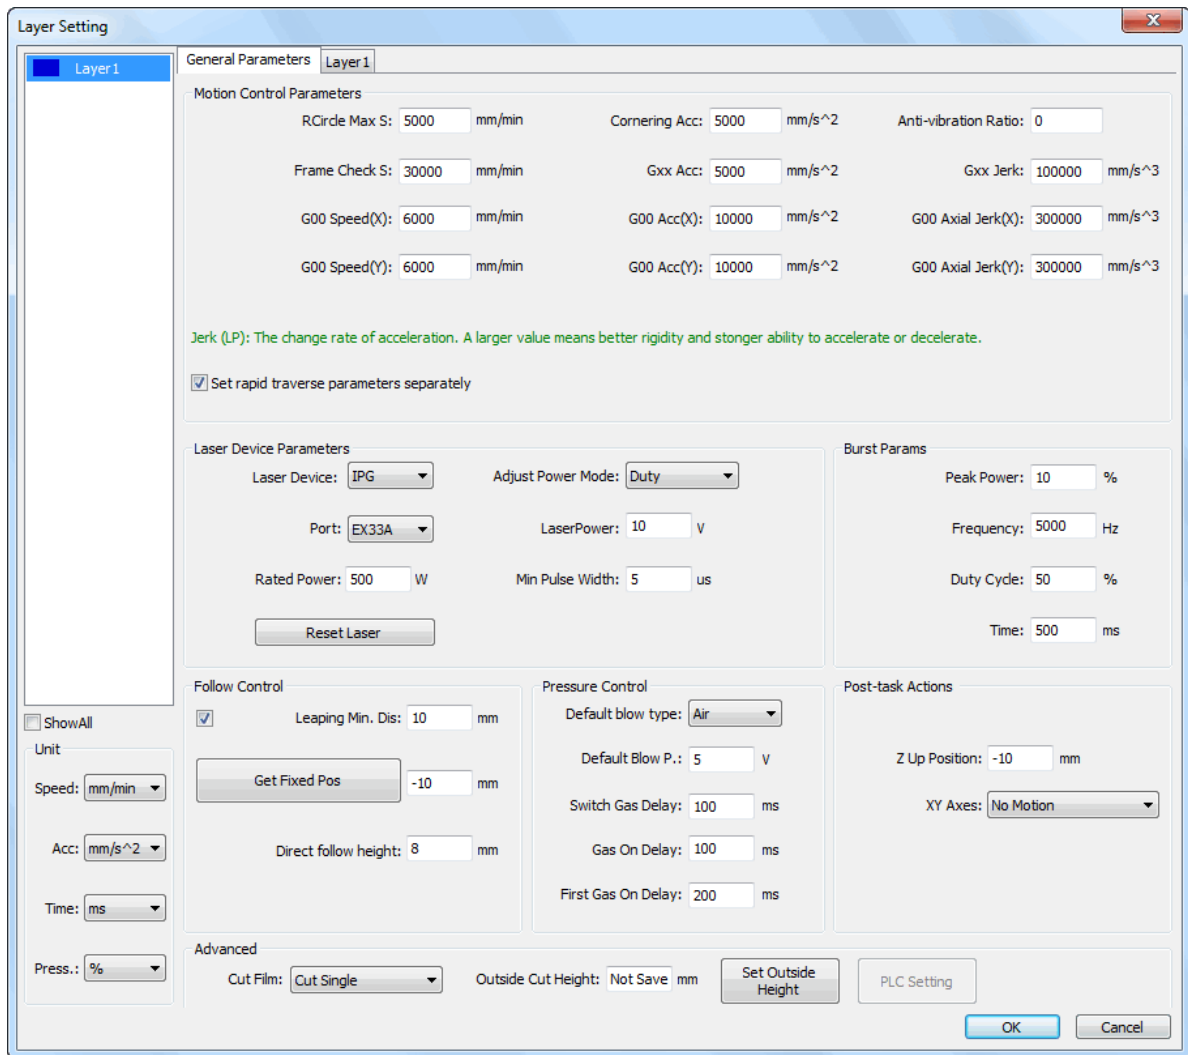 Layer Setting
Layer1
General Parameters Layer1
Motion Control Parameters
RCircle Max S: 5000 mm/min Cornering Acc: 5000 mm/s^2 Anti-vibration Ratio: 0
Frame Check S: 30000 mm/min Gxx Acc: 5000 mm/s^2 Gxx Jerk: 100000 mm/s^3
G00 Speed(X): 6000 mm/min G00 Acc(X): 10000 mm/s^2 G00 Axial Jerk(X): 300000 mm/s^3
G00 Speed(Y): 6000 mm/min G00 Acc(Y): 10000 mm/s^2 G00 Axial Jerk(Y): 300000 mm/s^3
Jerk (LP): The change rate of acceleration. A larger value means better rigidity and stonger ability to accelerate or decelerate.
Set rapid traverse parameters separately
Laser Device Parameters
Laser Device: IPG Adjust Power Mode: Duty
Port: EX33A LaserPower: 10 V
Rated Power: 500 W Min Pulse Width: 5 us
Reset Laser
Burst Params
Peak Power: 10 %
Frequency: 5000 Hz
Duty Cycle: 50 %
Time: 500 ms
Follow Control
Leaping Min. Dis: 10 mm
Get Fixed Pos -10 mm
Direct follow height: 8 mm
Pressure Control
Default blow type: Air
Default Blow P.: 5 V
Switch Gas Delay: 100 ms
Gas On Delay: 100 ms
First Gas On Delay: 200 ms
Post-task Actions
Z Up Position: -10 mm
XY Axes: No Motion
ShowAll
Unit
Speed: mm/min
Acc: mm/s^2
Time: ms
Press.: %
Advanced
Cut Film: Cut Single Outside Cut Height: Not Save mm
Set Outside
Height
PLC Setting
OK Cancel